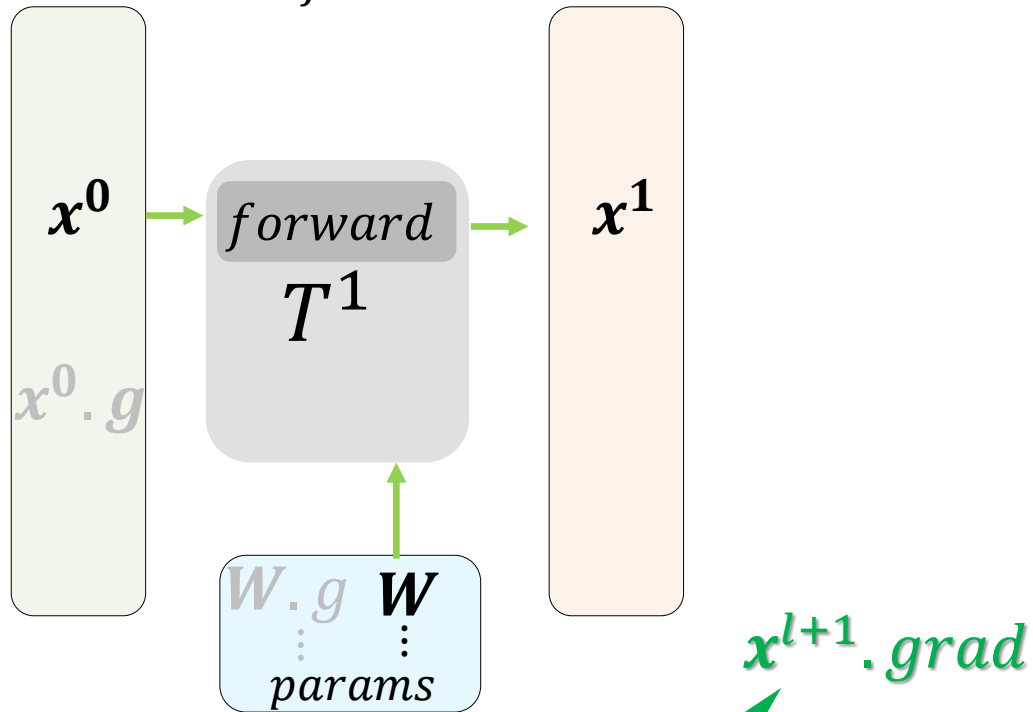 x⁰
forward
T¹
x¹
x⁰.g
W.g W
⋮ ⋮
params
xˡ⁺¹.grad